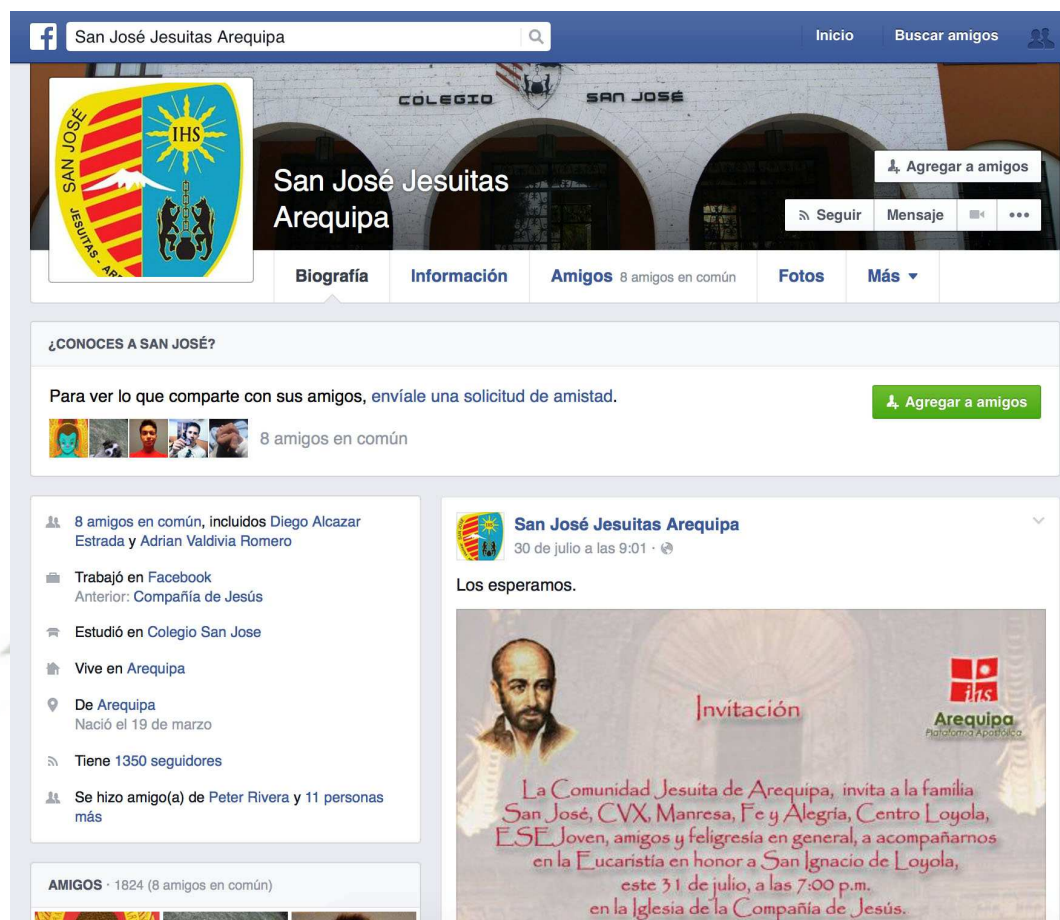 San José Jesuitas Arequipa
Inicio
Buscar amigos
COLEGIO SAN JOSÉ
SAN JOSÉ
JESUITAS - AR
IHS
San José Jesuitas
Arequipa
Agregar a amigos
Seguir
Mensaje
Biografía
Información
Amigos 8 amigos en común
Fotos
Más
¿CONOCES A SAN JOSÉ?
Para ver lo que comparte con sus amigos, envíale una solicitud de amistad.
Agregar a amigos
8 amigos en común
8 amigos en común, incluidos Diego Alcazar
Estrada y Adrian Valdivia Romero
Trabajó en Facebook
Anterior: Compañía de Jesús
Estudió en Colegio San Jose
Vive en Arequipa
De Arequipa
Nació el 19 de marzo
Tiene 1350 seguidores
Se hizo amigo(a) de Peter Rivera y 11 personas
más
AMIGOS · 1824 (8 amigos en común)
San José Jesuitas Arequipa
30 de julio a las 9:01 ·
Los esperamos.
Invitación
ihs
Arequipa
Plataforma Apostólica
La Comunidad Jesuita de Arequipa, invita a la familia
San José, CVX, Manresa, Fe y Alegría, Centro Loyola,
ESEJoven, amigos y feligresía en general, a acompañarnos
en la Eucaristía en honor a San Ignacio de Loyola,
este 31 de julio, a las 7:00 p.m.
en la Iglesia de la Compañía de Jesús.